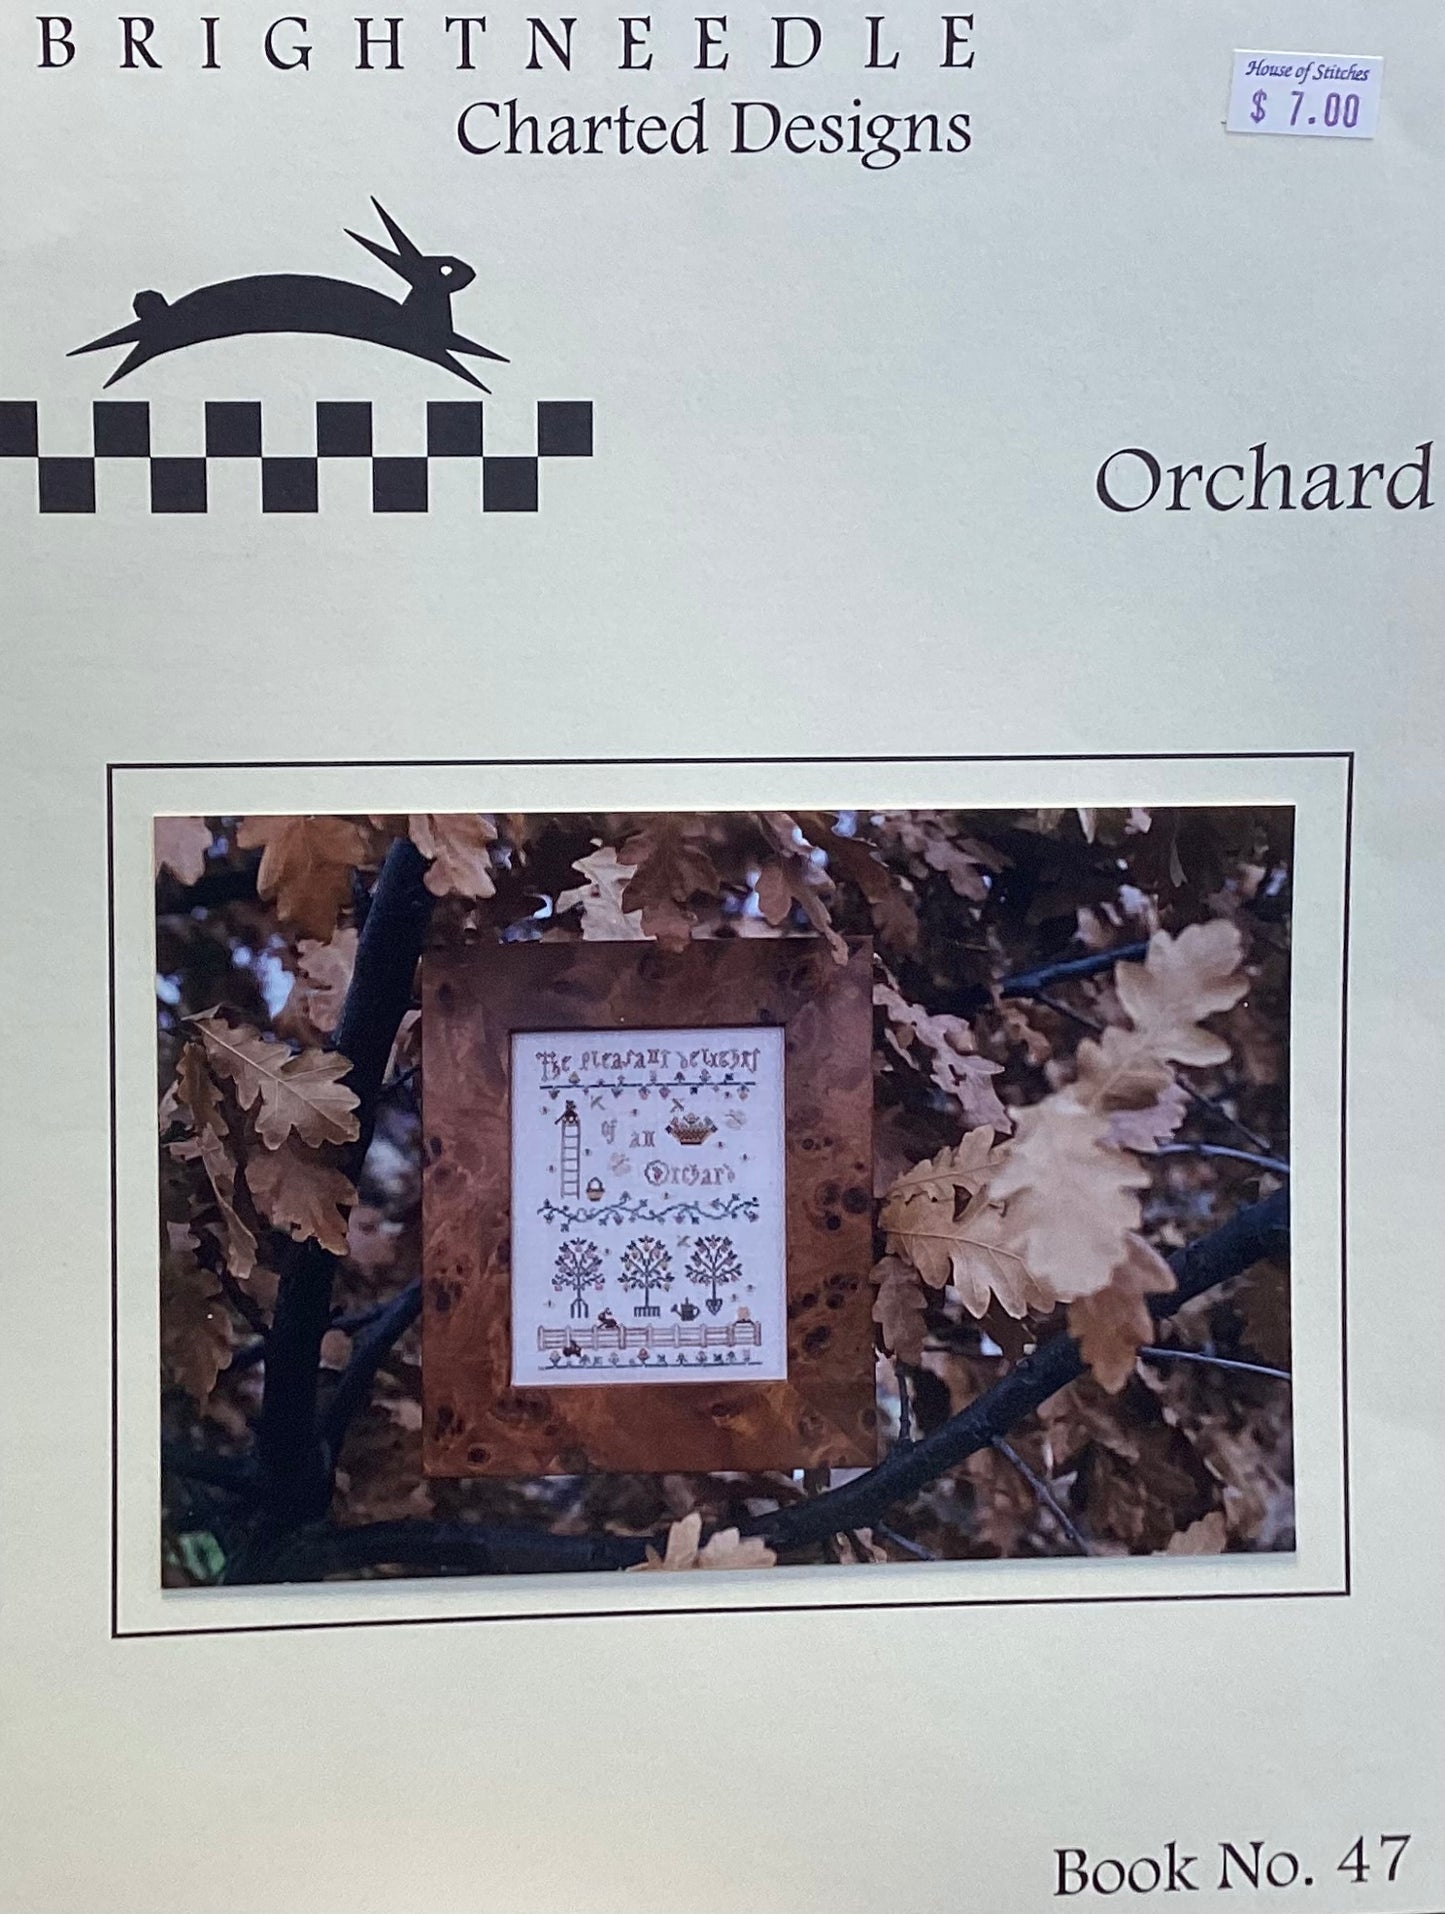 BRIGHTNEEDLE
Charted Designs
House of Stitches
$ 7.00
Orchard
The pleasant delights
of an
Orchard
Book No. 47